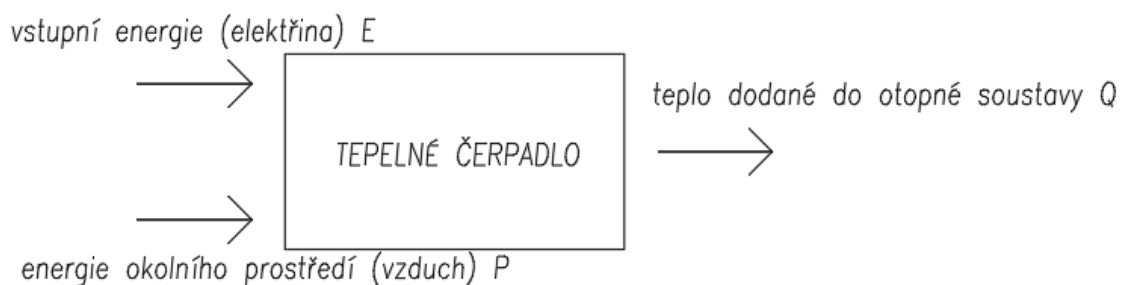 vstupní energie (elektřina) E
teplo dodané do otopné soustavy Q
TEPELNÉ ČERPADLO
energie okolního prostředí (vzduch) P